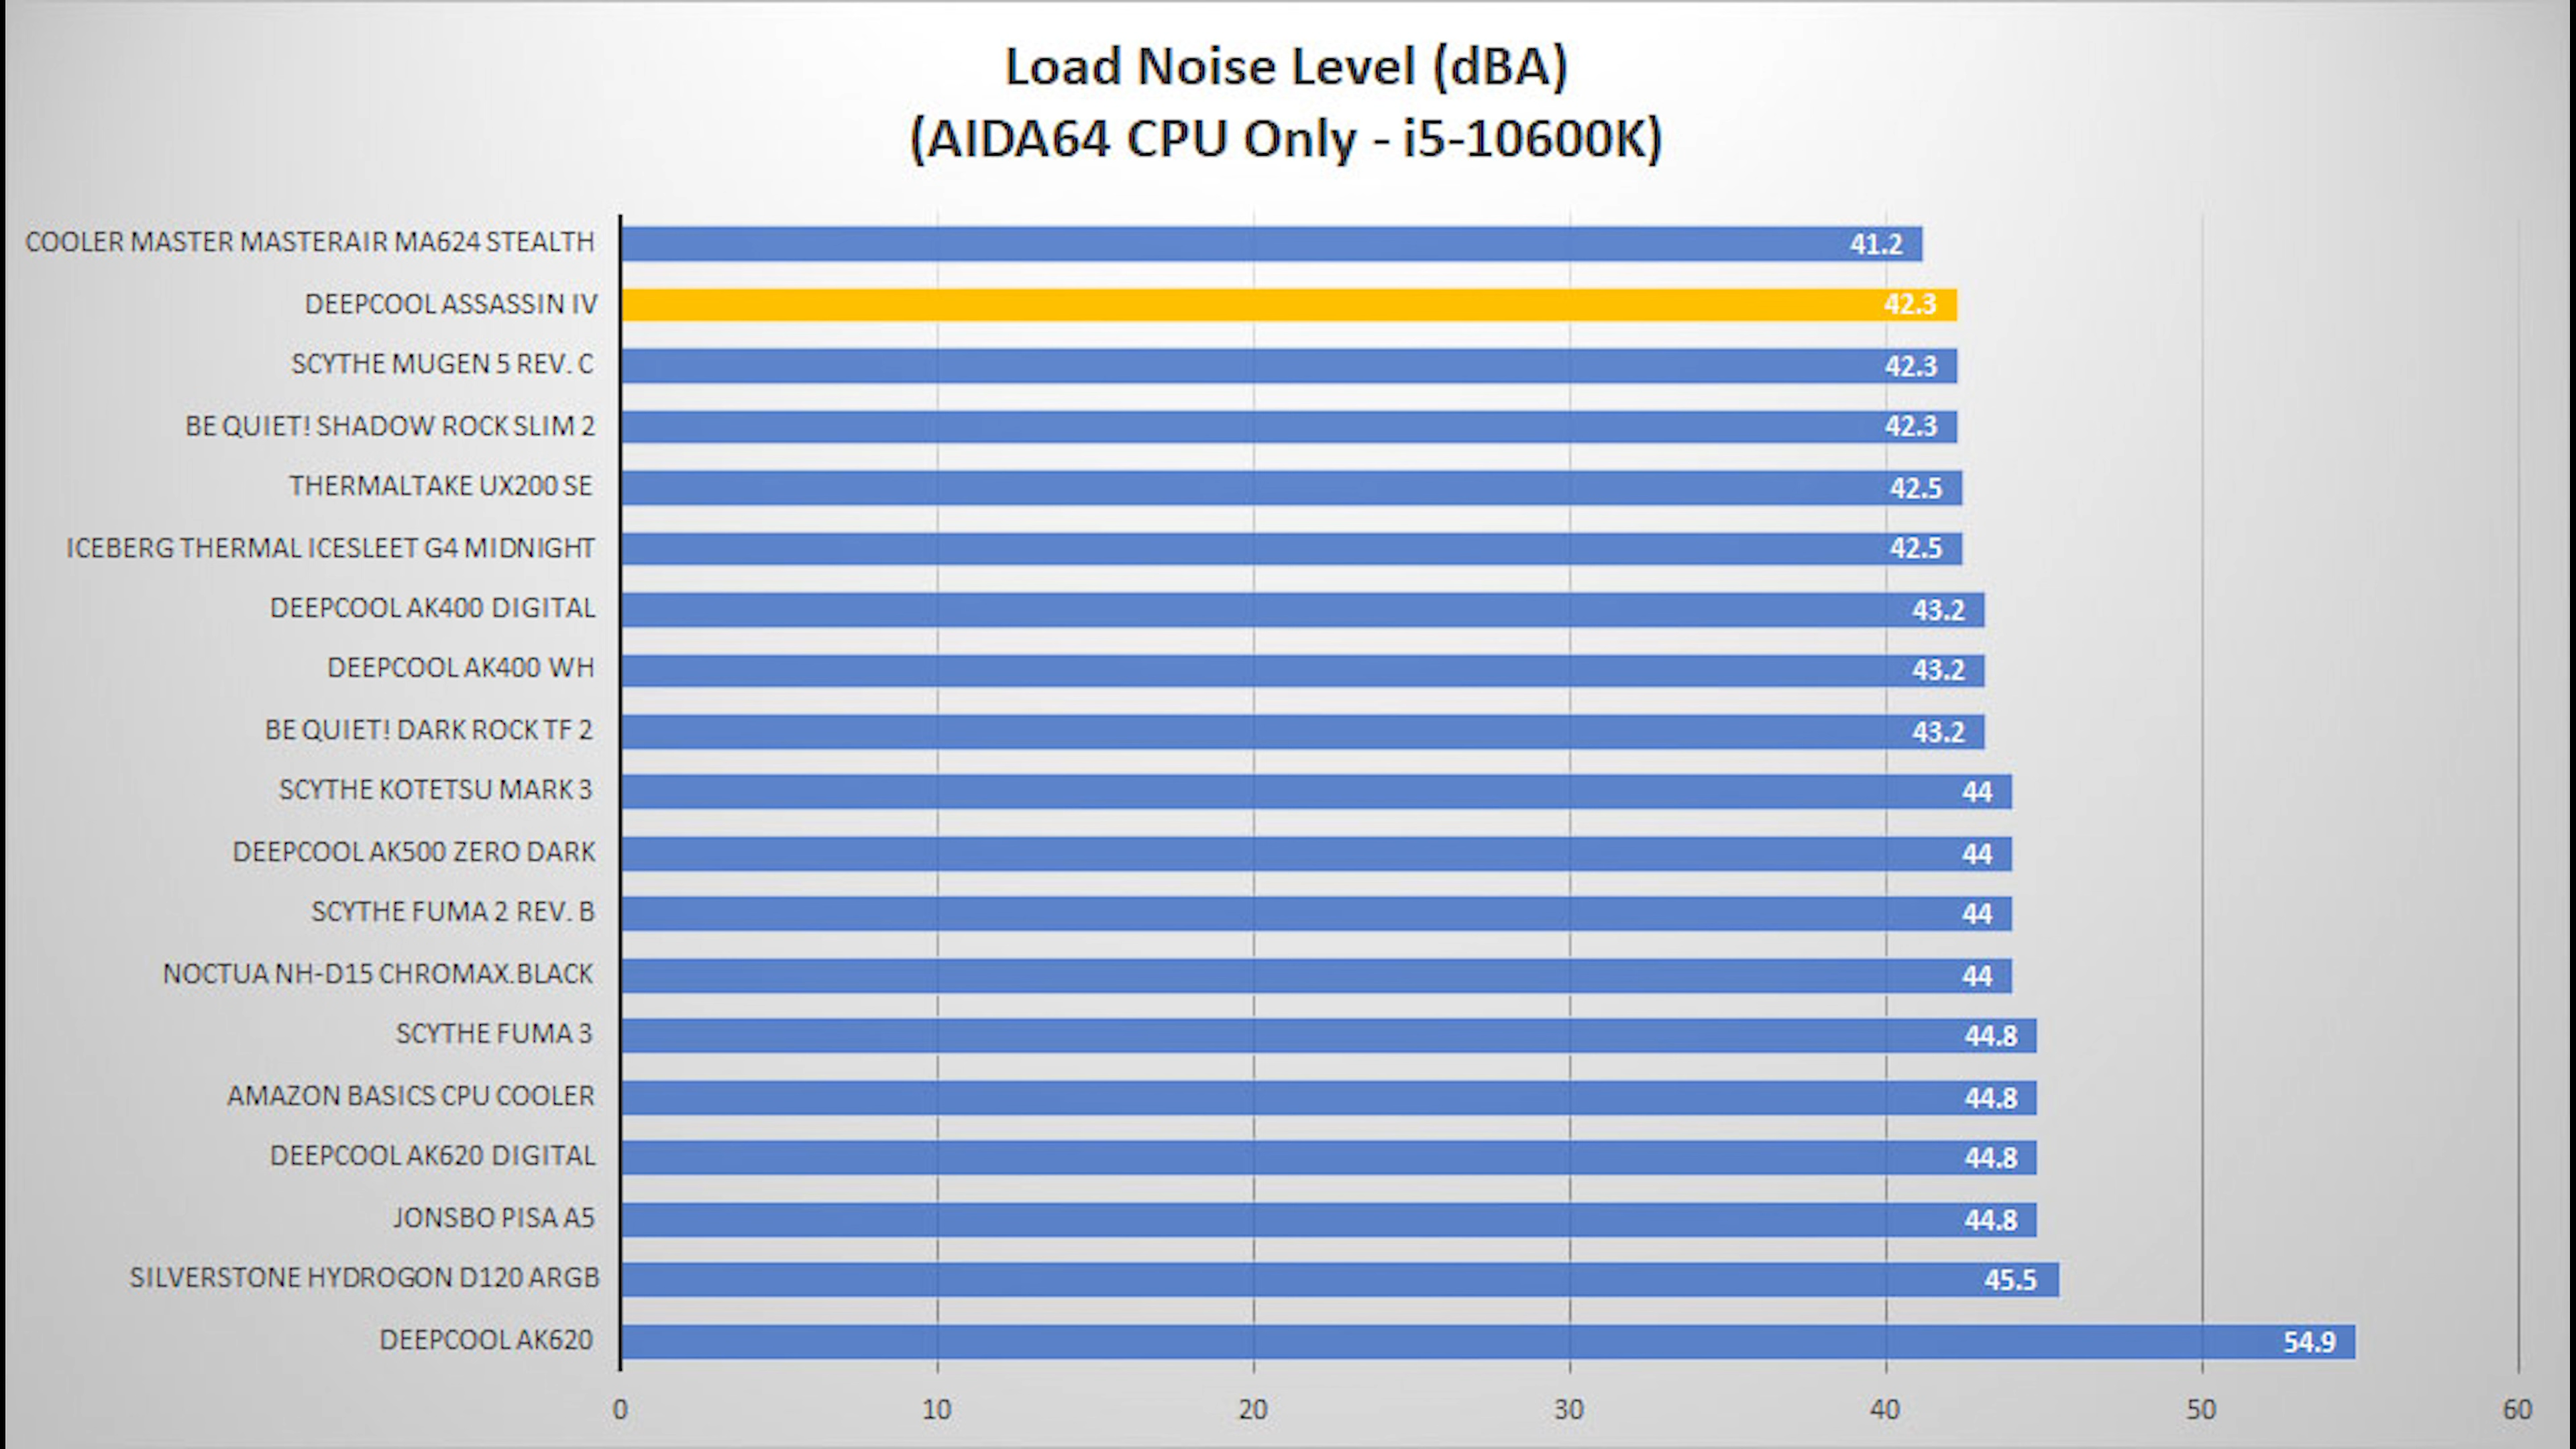 Load Noise Level (dBA)
(AIDA64 CPU Only - i5-10600K)
COOLER MASTER MASTERAIR MA624 STEALTH 41.2
DEEPCOOL ASSASSIN IV 42.3
SCYTHE MUGEN 5 REV. C 42.3
BE QUIET! SHADOW ROCK SLIM 2 42.3
THERMALTAKE UX200 SE 42.5
ICEBERG THERMAL ICESLEET G4 MIDNIGHT 42.5
DEEPCOOL AK400 DIGITAL 43.2
DEEPCOOL AK400 WH 43.2
BE QUIET! DARK ROCK TF 2 43.2
SCYTHE KOTETSU MARK 3 44
DEEPCOOL AK500 ZERO DARK 44
SCYTHE FUMA 2 REV. B 44
NOCTUA NH-D15 CHROMAX.BLACK 44
SCYTHE FUMA 3 44.8
AMAZON BASICS CPU COOLER 44.8
DEEPCOOL AK620 DIGITAL 44.8
JONSBO PISA A5 44.8
SILVERSTONE HYDROGON D120 ARGB 45.5
DEEPCOOL AK620 54.9
0 10 20 30 40 50 60